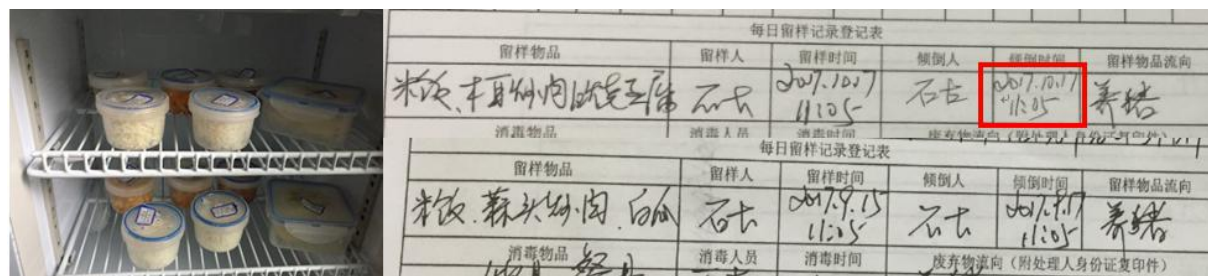 每日留样记录登记表
留样物品 留样人 留样时间 倾倒人 倾倒时间 留样物品流向
米饭、木耳炒肉 石古 2017.10.17 11:05 石古 2017.10.17 11:05 养猪
消毒物品 消毒人员 消毒时间 废弃物流向（附处理人身份证复印件）
每日留样记录登记表
留样物品 留样人 留样时间 倾倒人 倾倒时间 留样物品流向
米饭、蒜头炒肉、白瓜 2017.9.15 11:05 2017.9.17 11:05 养猪
消毒物品 消毒人员 消毒时间 废弃物流向（附处理人身份证复印件）